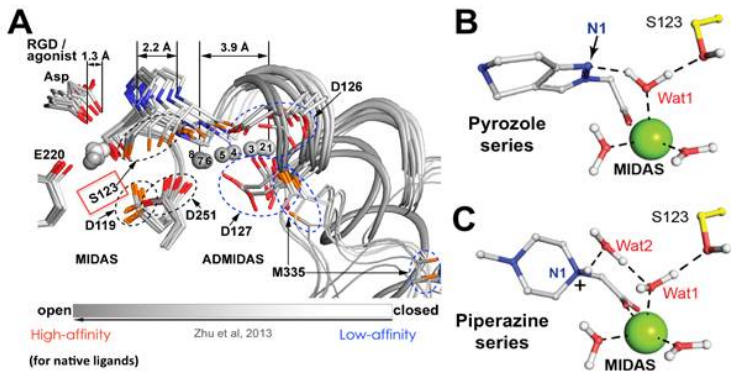 A
RGD /
agonist
1.3 Å
2.2 Å
3.9 Å
Asp
D126
E220
8
7
6
5
4
3
2
1
S123
D119
D251
D127
M335
MIDAS
ADMIDAS
open
closed
High-affinity
Zhu et al, 2013
Low-affinity
(for native ligands)
B
N1
S123
Wat1
Pyrozole
series
MIDAS
C
S123
Wat2
N1
+
Wat1
Piperazine
series
MIDAS